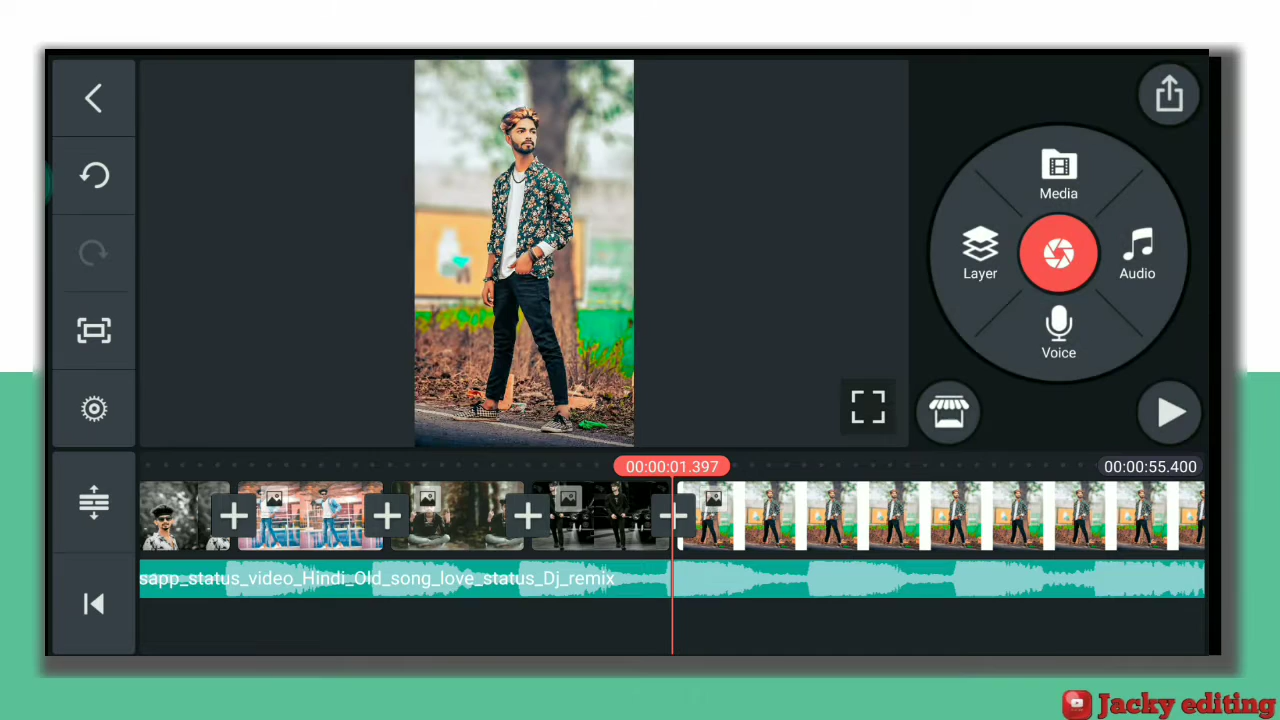 Media
Layer
Audio
Voice
00:00:01.397
00:00:55.400
sapp_status_video_Hindi_Old_song_love_status_Dj_remix
Jacky editing